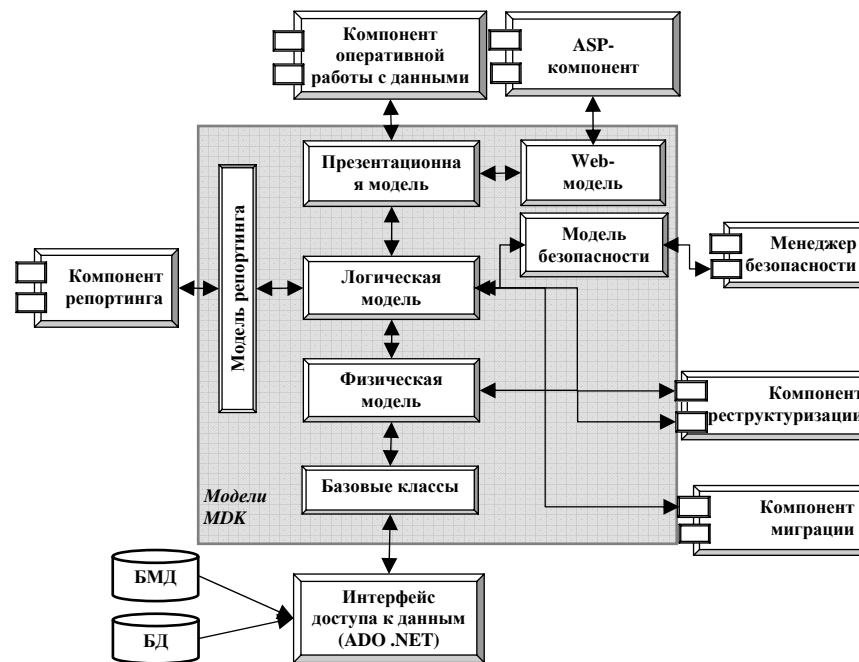 Компонент
оперативной
работы с данными
ASP-
компонент
Презентационна
я модель
Web-
модель
Модель
безопасности
Менеджер
безопасности
Компонент
репортинга
Модель репортинга
Логическая
модель
Физическая
модель
Компонент
реструктуризации
Базовые классы
Модели
MDK
Компонент
миграции
БМД
БД
Интерфейс
доступа к данным
(ADO .NET)